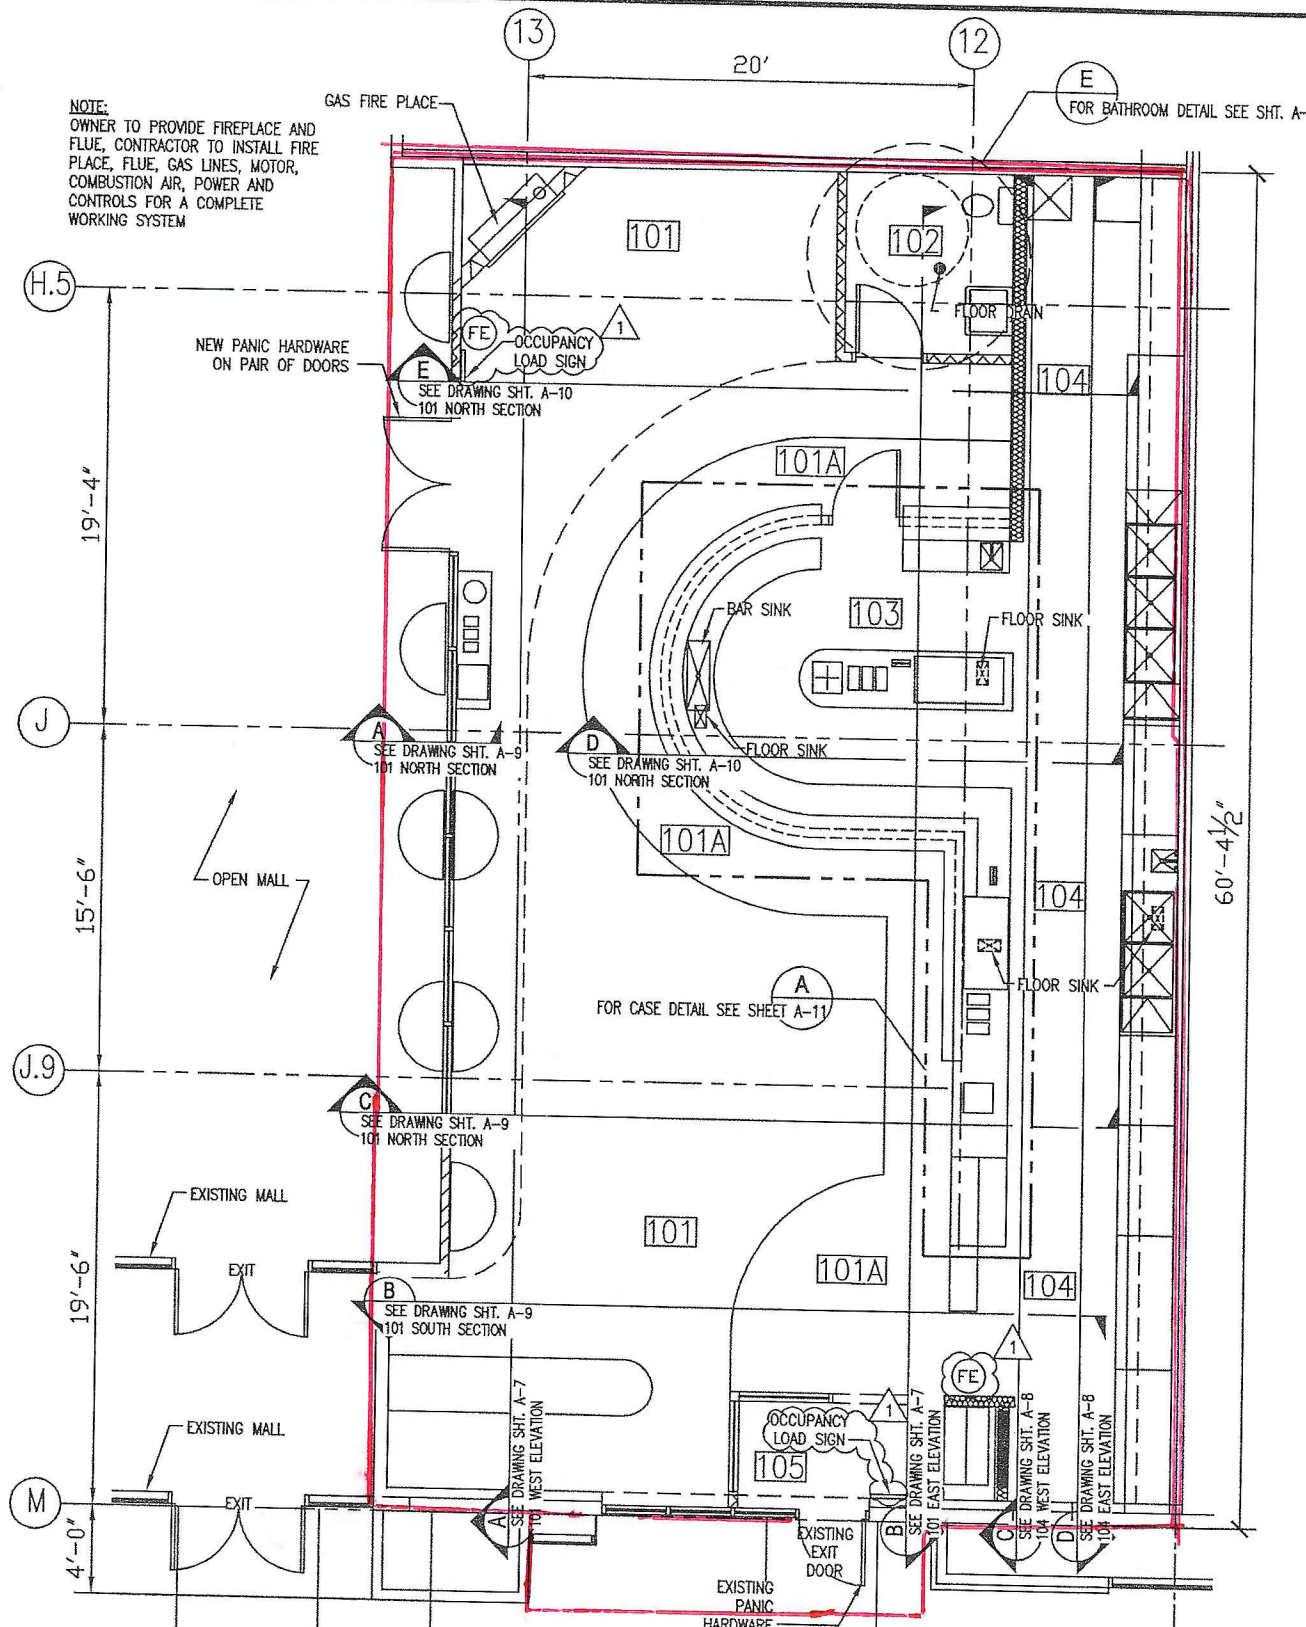 13
12
20'
E
FOR BATHROOM DETAIL SEE SHT. A-
NOTE:
OWNER TO PROVIDE FIREPLACE AND
FLUE, CONTRACTOR TO INSTALL FIRE
PLACE, FLUE, GAS LINES, MOTOR,
COMBUSTION AIR, POWER AND
CONTROLS FOR A COMPLETE
WORKING SYSTEM
GAS FIRE PLACE
101
102
H.5
FLOOR DRAIN
FE
OCCUPANCY
LOAD SIGN
1
NEW PANIC HARDWARE
ON PAIR OF DOORS
E
SEE DRAWING SHT. A-10
101 NORTH SECTION
104
101A
19'-4"
BAR SINK
103
FLOOR SINK
J
A
SEE DRAWING SHT. A-9
101 NORTH SECTION
D
SEE DRAWING SHT. A-10
101 NORTH SECTION
FLOOR SINK
101A
60'-4 1/2"
OPEN MALL
15'-6"
104
A
FOR CASE DETAIL SEE SHEET A-11
FLOOR SINK
J.9
C
SEE DRAWING SHT. A-9
101 NORTH SECTION
EXISTING MALL
101
101A
EXIT
104
19'-6"
B
SEE DRAWING SHT. A-9
101 SOUTH SECTION
1
FE
EXISTING MALL
OCCUPANCY
LOAD SIGN
1
105
M
EXIT
4'-0"
A
SEE DRAWING SHT. A-7
101 WEST ELEVATION
B
SEE DRAWING SHT. A-7
101 EAST ELEVATION
C
SEE DRAWING SHT. A-8
104 WEST ELEVATION
D
SEE DRAWING SHT. A-8
104 EAST ELEVATION
EXISTING
EXIT
DOOR
EXISTING
PANIC
HARDWARE